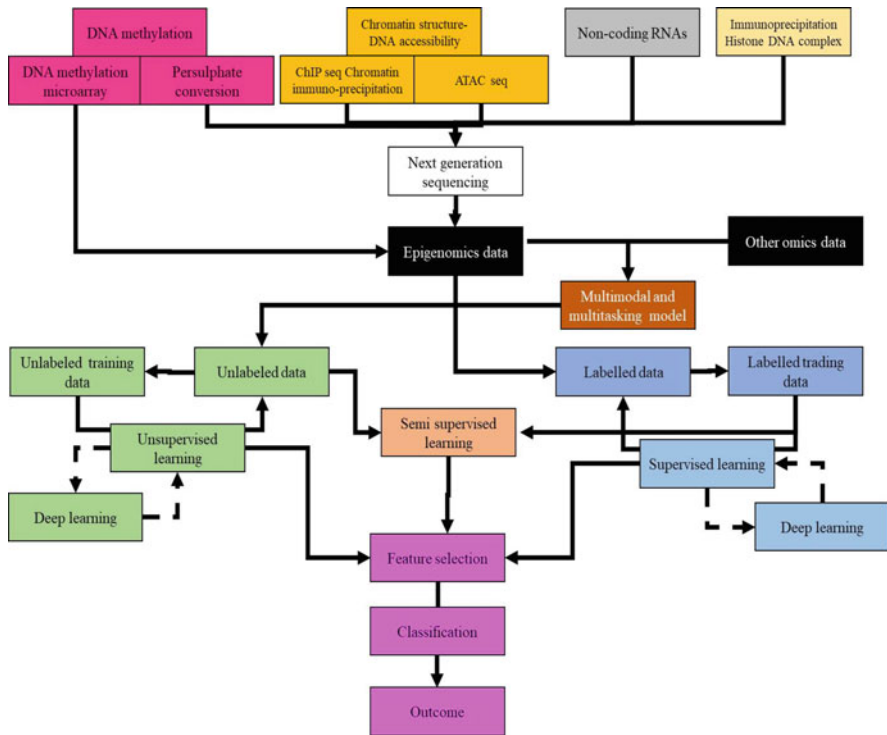 DNA methylation
DNA methylation
microarray
Persulphate
conversion
Chromatin structure-
DNA accessibility
ChIP seq Chromatin
immuno-precipitation
ATAC seq
Non-coding RNAs
Immunoprecipitation
Histone DNA complex
Next generation
sequencing
Epigenomics data
Other omics data
Multimodal and
multitasking model
Unlabeled training
data
Unlabeled data
Labelled data
Labelled trading
data
Semi supervised
learning
Unsupervised
learning
Supervised learning
Deep learning
Deep learning
Feature selection
Classification
Outcome